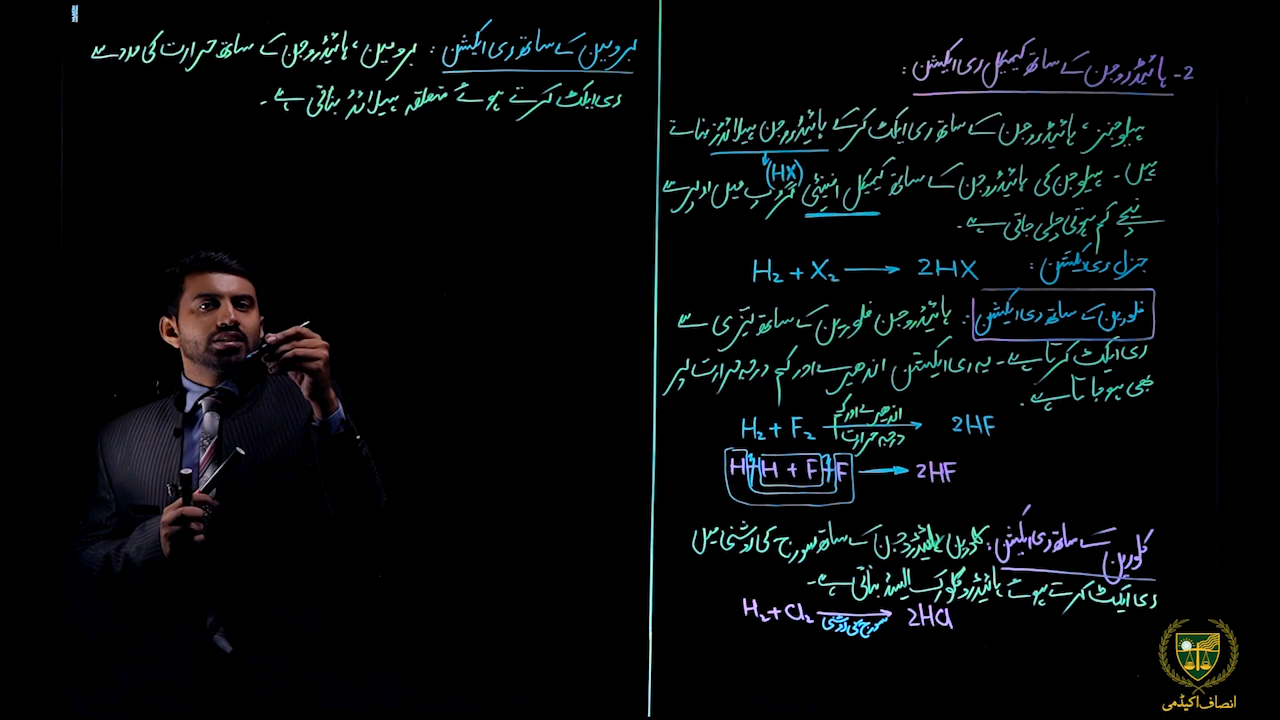 2- ہائیڈروجن کے ساتھ کیمیکل ری ایکشن :
ہیلوجنز، ہائیڈروجن کے ساتھ ری ایکٹ کر کے ہائیڈروجن ہیلائڈز بناتے
(HX)
ہیں۔ ہیلوجن کی ہائیڈروجن کے ساتھ کیمیکل افینیٹی گروپ میں اوپر سے
نیچے کم ہوتی چلی جاتی ہے۔
جنرل ری ایکشن : H₂ + X₂ ⟶ 2HX
فلورین کے ساتھ ری ایکشن : ہائیڈروجن فلورین کے ساتھ تیزی سے
ری ایکٹ کرتا ہے۔ یہ ری ایکشن اندھیرے اور کم درجہ حرارت پر
بھی ہو جاتا ہے۔
اندھیرے اور کم
H₂ + F₂ ⟶ 2HF
درجہ حرارت
H H + F F ⟶ 2HF
کلورین کے ساتھ ری ایکشن : کلورین ہائیڈروجن کے ساتھ سورج کی روشنی میں
ری ایکٹ کرتے ہوئے ہائیڈروکلورک ایسڈ بناتی ہے۔
H₂ + Cl₂ ⟶ 2HCl
سورج کی روشنی
برومین کے ساتھ ری ایکشن : برومین، ہائیڈروجن کے ساتھ حرارت کی مدد سے
ری ایکٹ کرتے ہوئے متعلقہ ہیلائڈ بناتی ہے۔
انصاف اکیڈمی